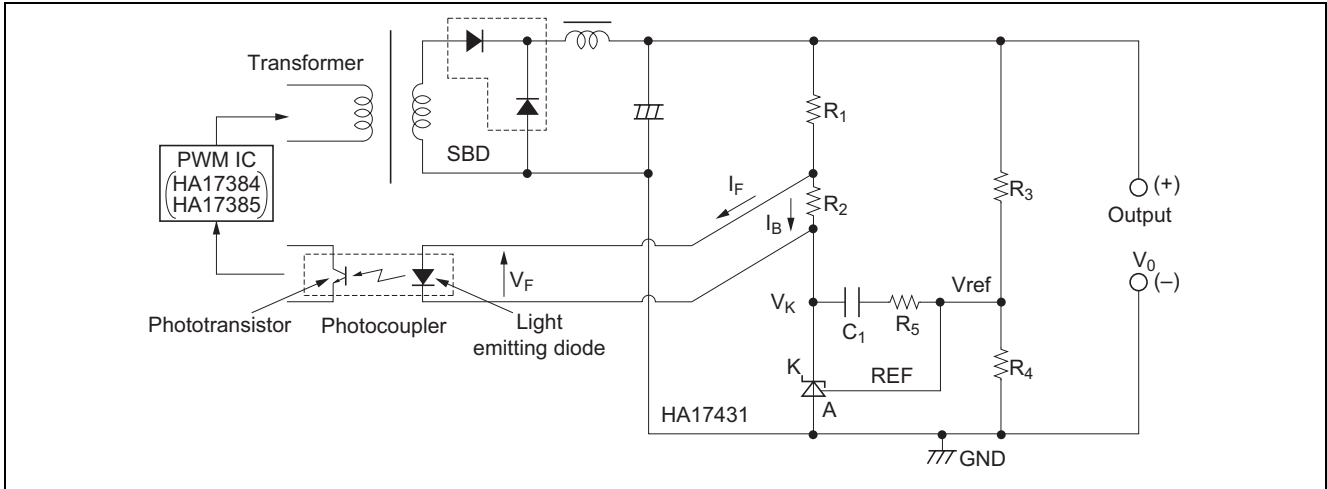 Transformer
SBD
PWM IC
HA17384
HA17385
R1
R2
R3
IF
IB
(+)
Output
V0
(–)
VF
Phototransistor
Photocoupler
Light
emitting diode
VK
C1
R5
Vref
R4
K
REF
A
HA17431
GND